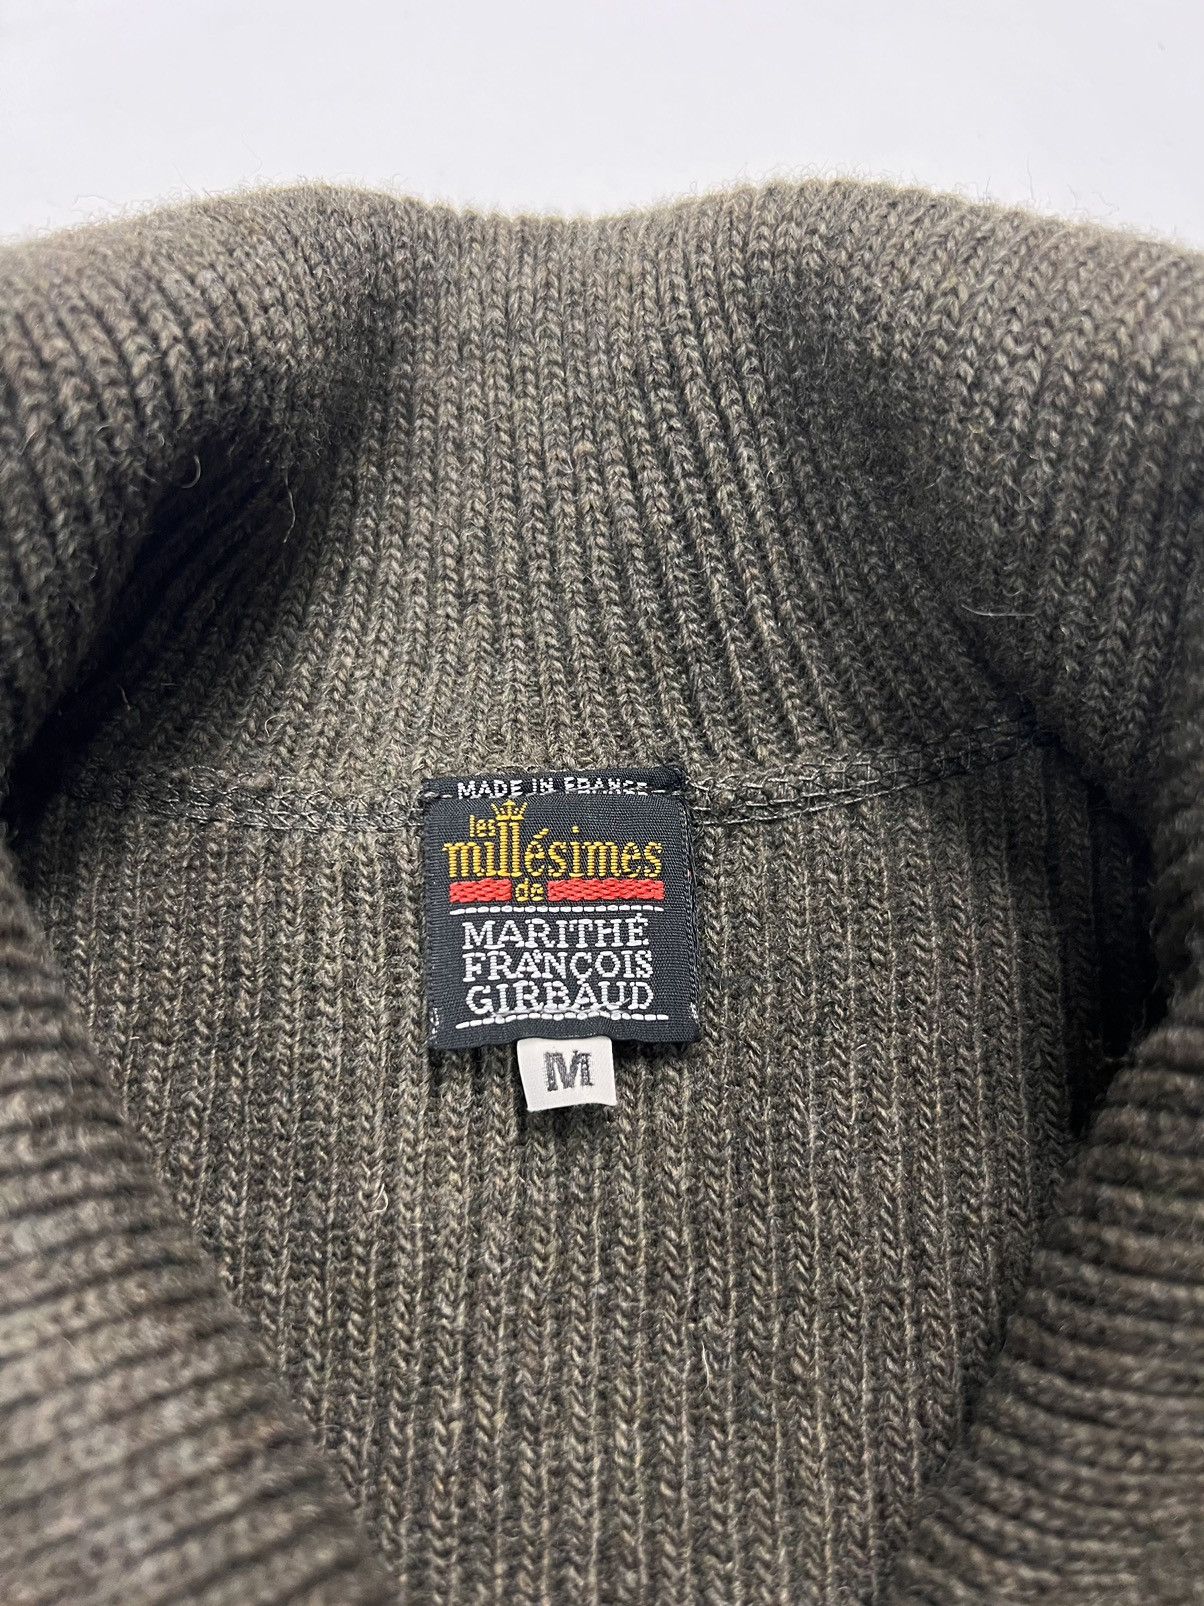 MADE IN FRANCE
les
millésimes
de
MARITHÉ
FRANÇOIS
GIRBAUD
M